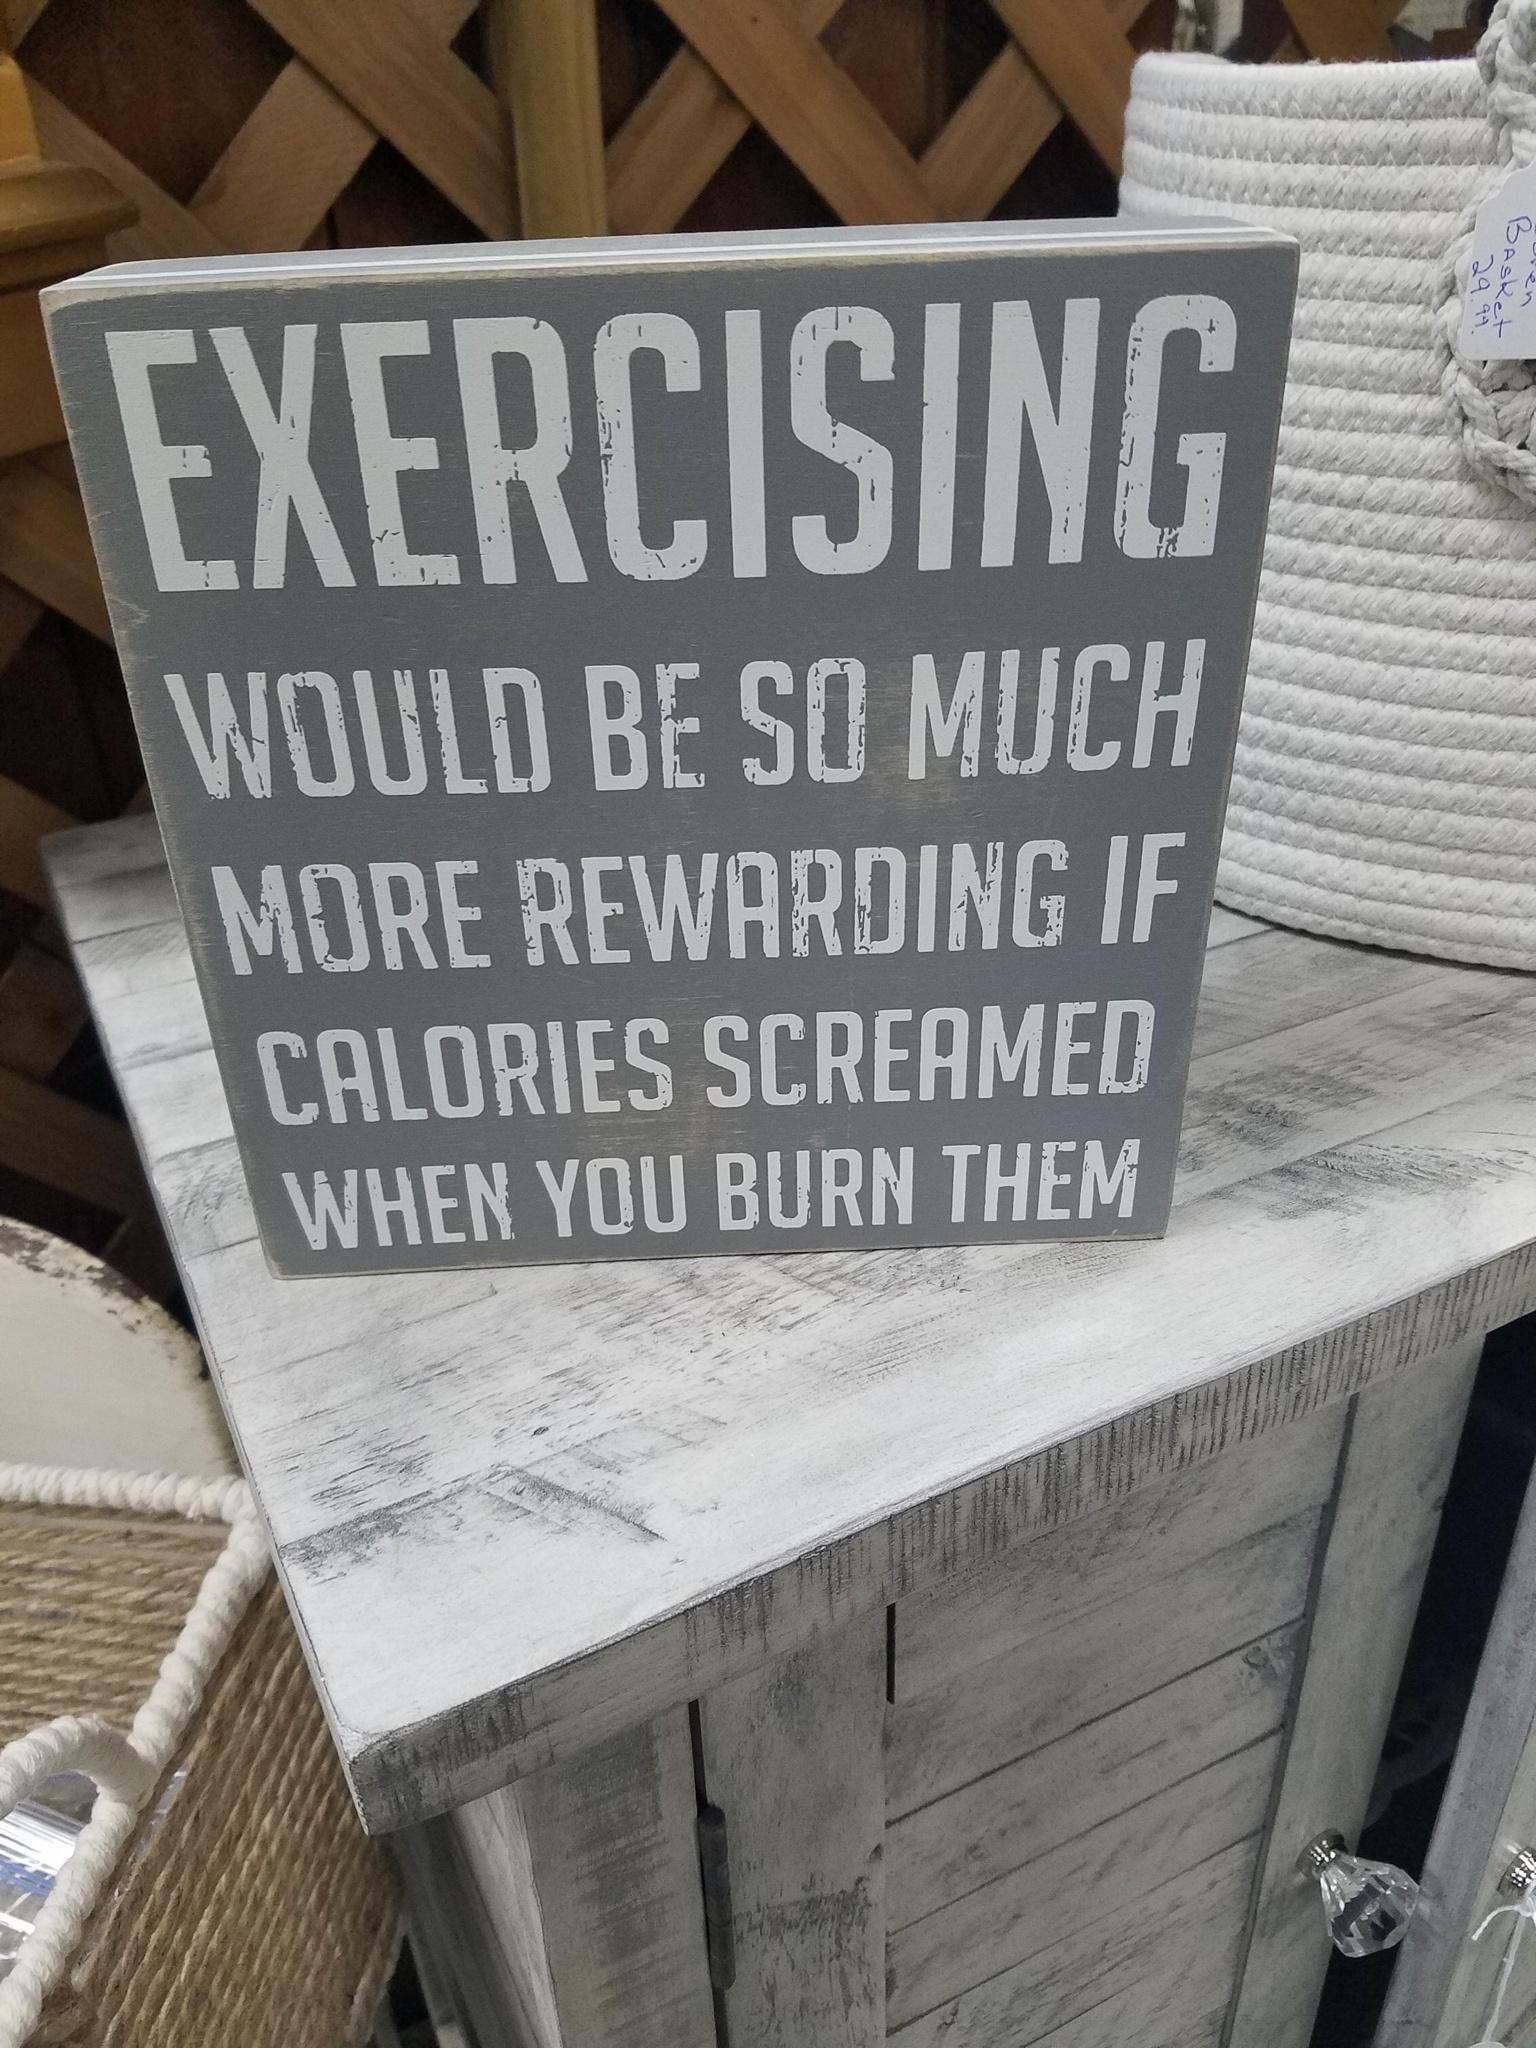 EXERCISING
WOULD BE SO MUCH
MORE REWARDING IF
CALORIES SCREAMED
WHEN YOU BURN THEM
Basket
29.99.